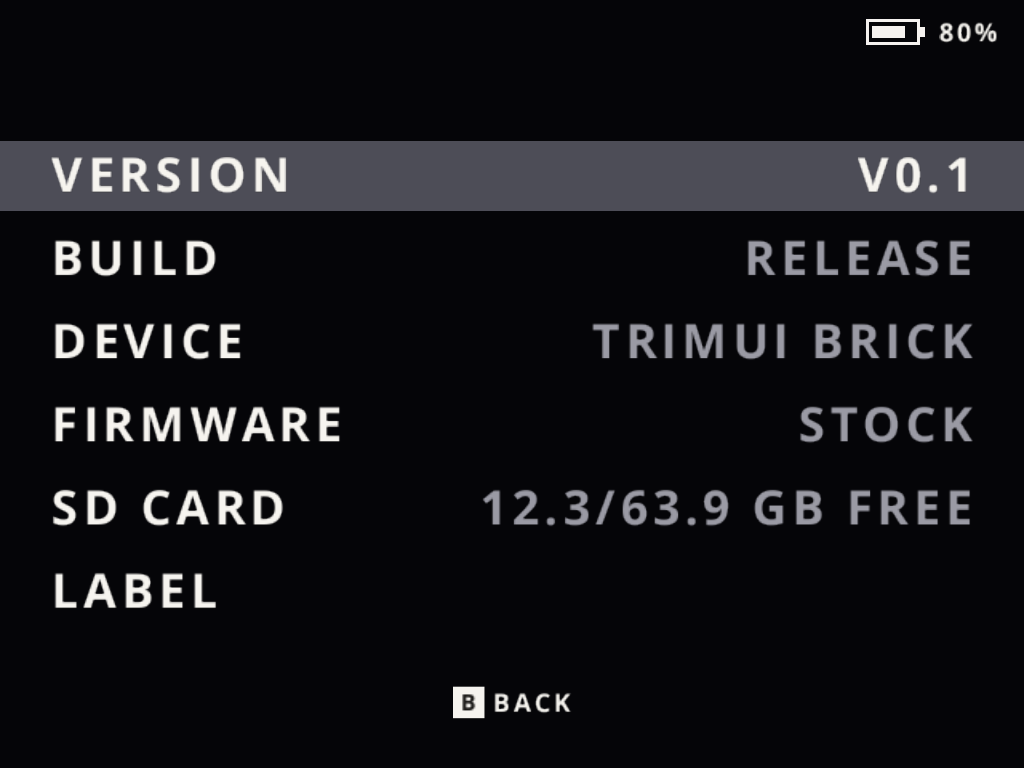 80%
VERSION V0.1
BUILD RELEASE
DEVICE TRIMUI BRICK
FIRMWARE STOCK
SD CARD 12.3/63.9 GB FREE
LABEL
B BACK